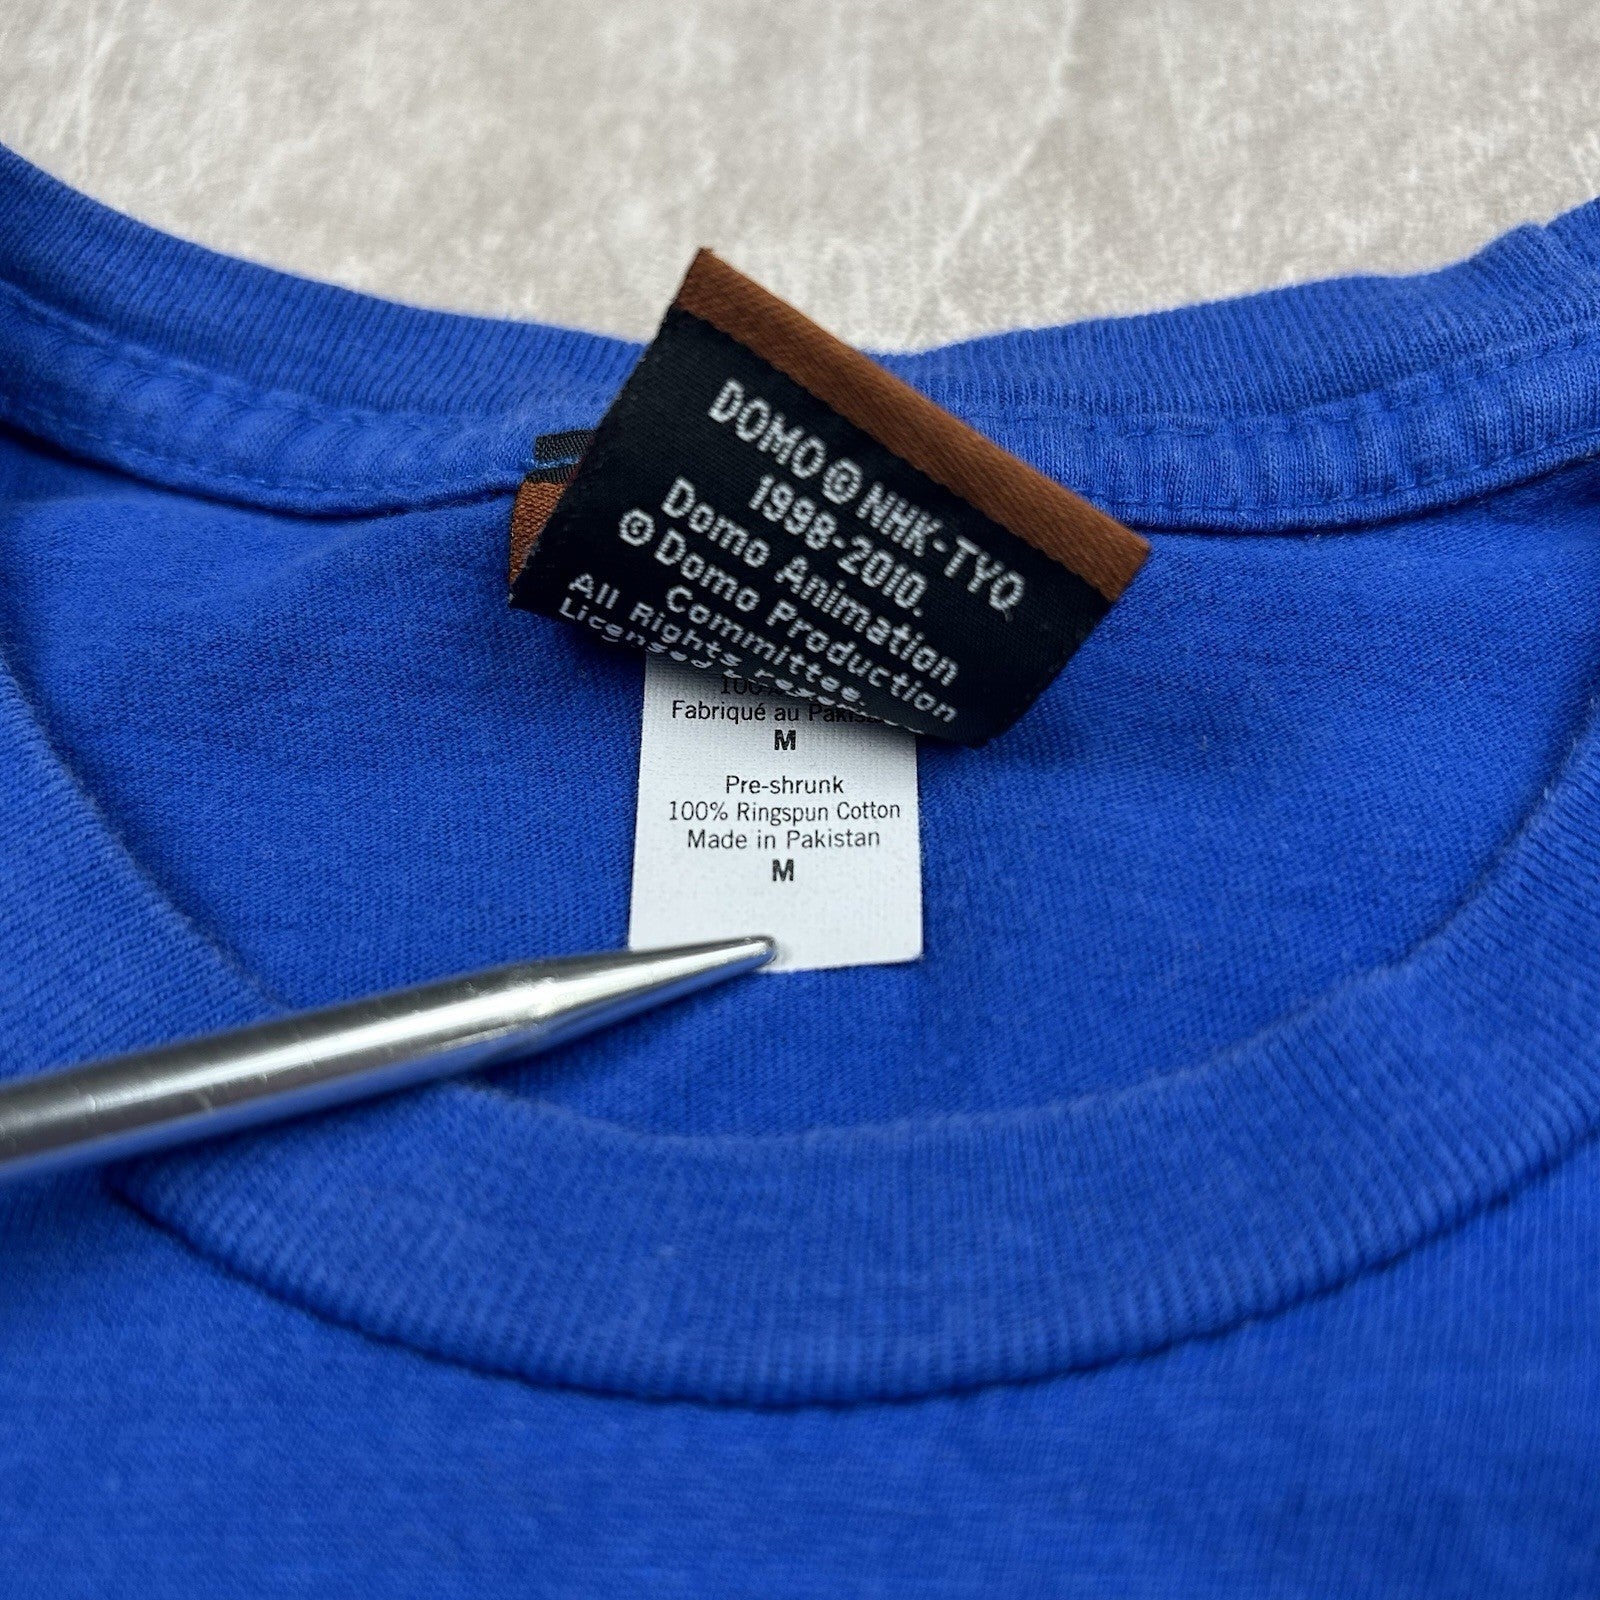 DOMO © NHK-TYO
1998-2010.
Domo Animation
© Domo Production
Committee.
All Rights
Licensed
Fabriqué au
M
Pre-shrunk
100% Ringspun Cotton
Made in Pakistan
M